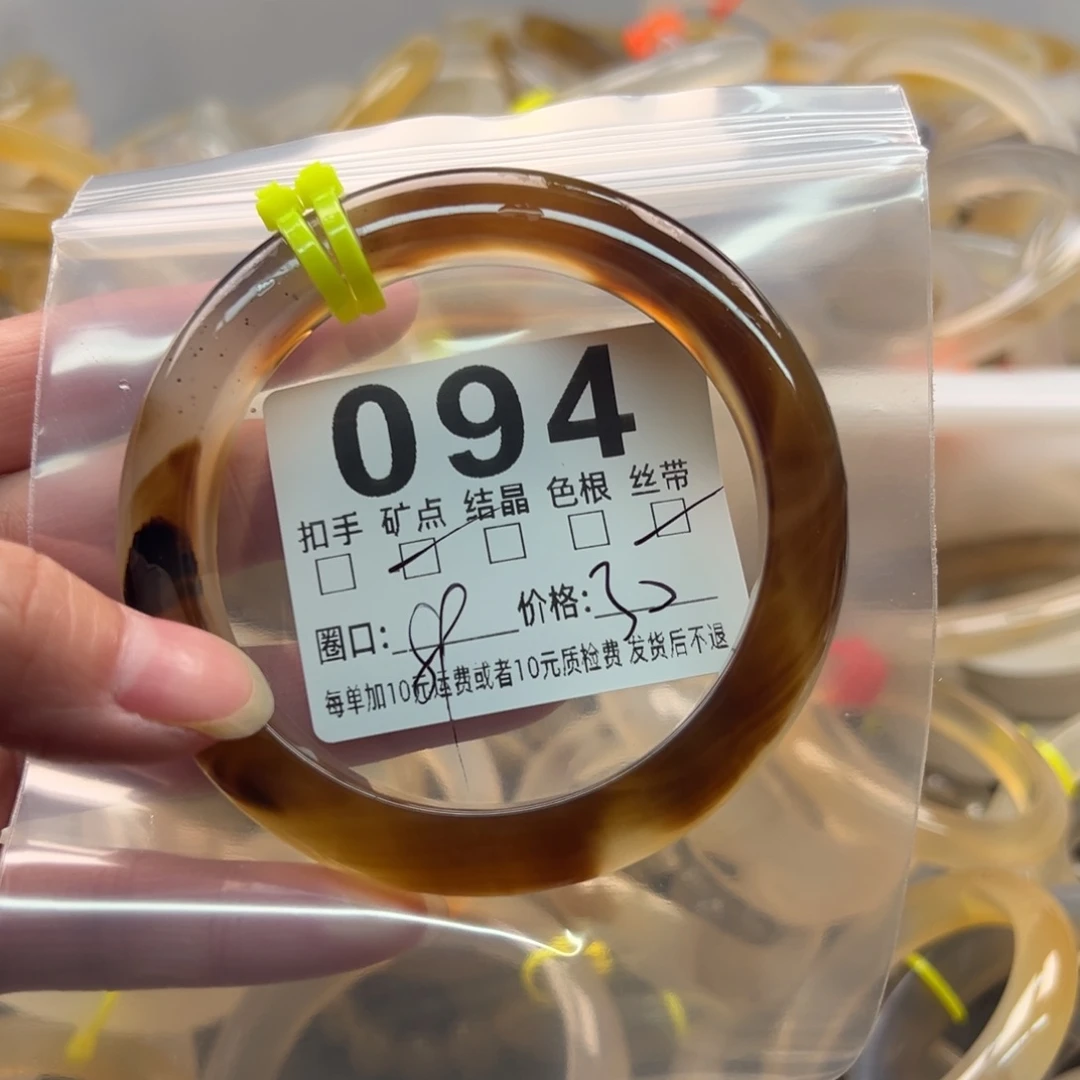 094
扣手 矿点 结晶 色根 丝带
圈口: 价格: 30
每单加10元运费或者10元质检费 发货后不退